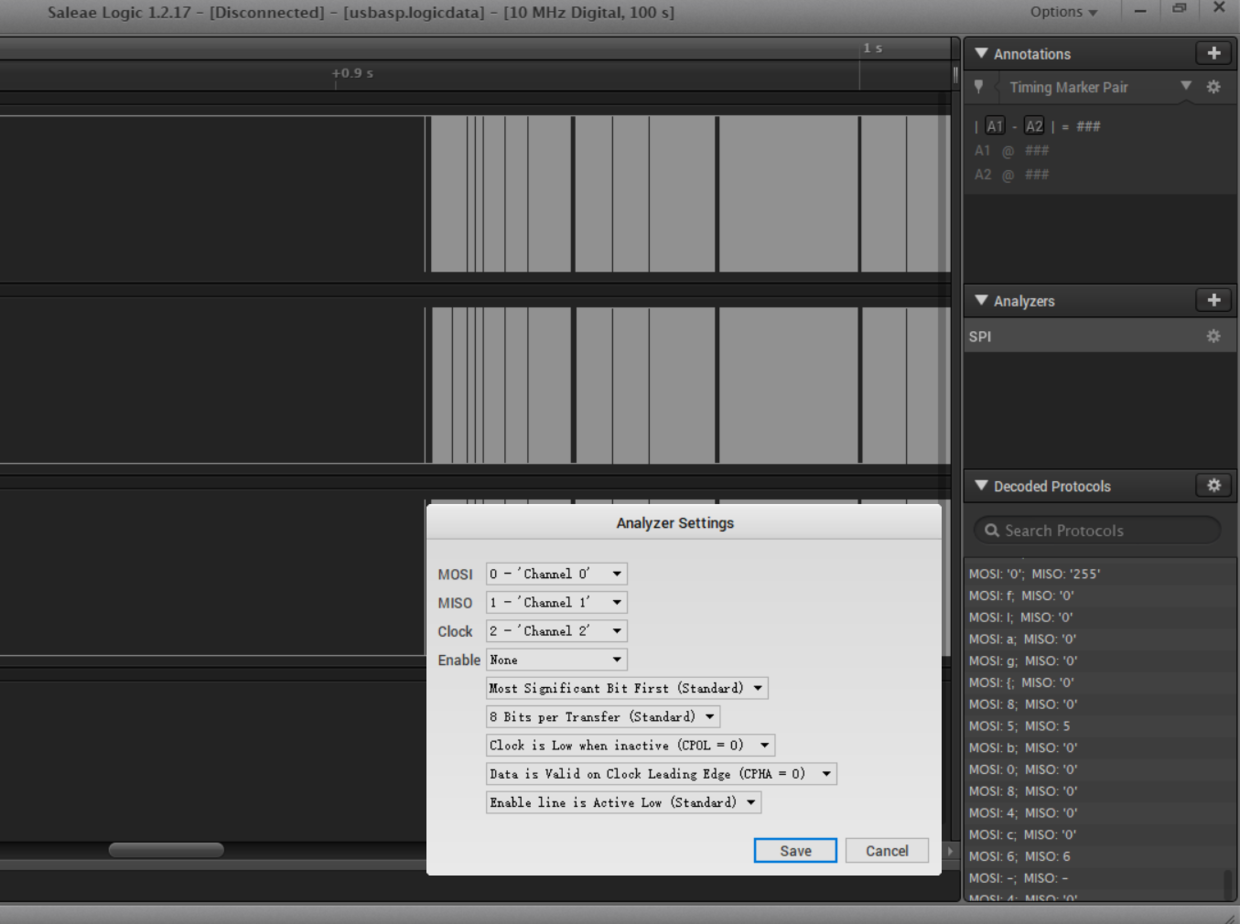 Saleae Logic 1.2.17 - [Disconnected] - [usbasp.logicdata] - [10 MHz Digital, 100 s]
Options
1 s
+0.9 s
Annotations
Timing Marker Pair
| A1 - A2 | = ###
A1 @ ###
A2 @ ###
Analyzers
SPI
Decoded Protocols
Search Protocols
MOSI: '0'; MISO: '255'
MOSI: f; MISO: '0'
MOSI: l; MISO: '0'
MOSI: a; MISO: '0'
MOSI: g; MISO: '0'
MOSI: {; MISO: '0'
MOSI: 8; MISO: '0'
MOSI: 5; MISO: 5
MOSI: b; MISO: '0'
MOSI: 0; MISO: '0'
MOSI: 8; MISO: '0'
MOSI: 4; MISO: '0'
MOSI: c; MISO: '0'
MOSI: 6; MISO: 6
MOSI: -; MISO: -
MOSI: 4; MISO: '0'
Analyzer Settings
MOSI 0 - 'Channel 0'
MISO 1 - 'Channel 1'
Clock 2 - 'Channel 2'
Enable None
Most Significant Bit First (Standard)
8 Bits per Transfer (Standard)
Clock is Low when inactive (CPOL = 0)
Data is Valid on Clock Leading Edge (CPHA = 0)
Enable line is Active Low (Standard)
Save Cancel